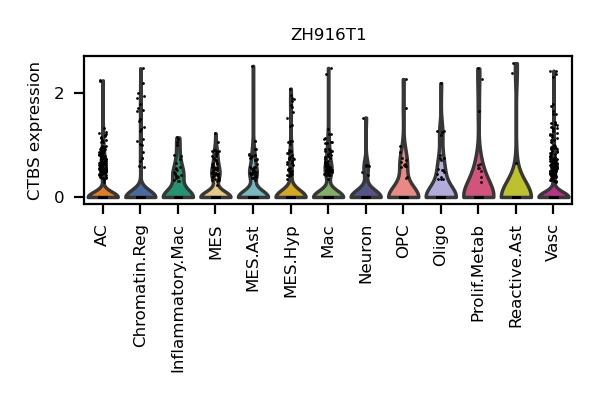 ZH916T1
CTBS expression
2
0
AC
Chromatin.Reg
Inflammatory.Mac
MES
MES.Ast
MES.Hyp
Mac
Neuron
OPC
Oligo
Prolif.Metab
Reactive.Ast
Vasc